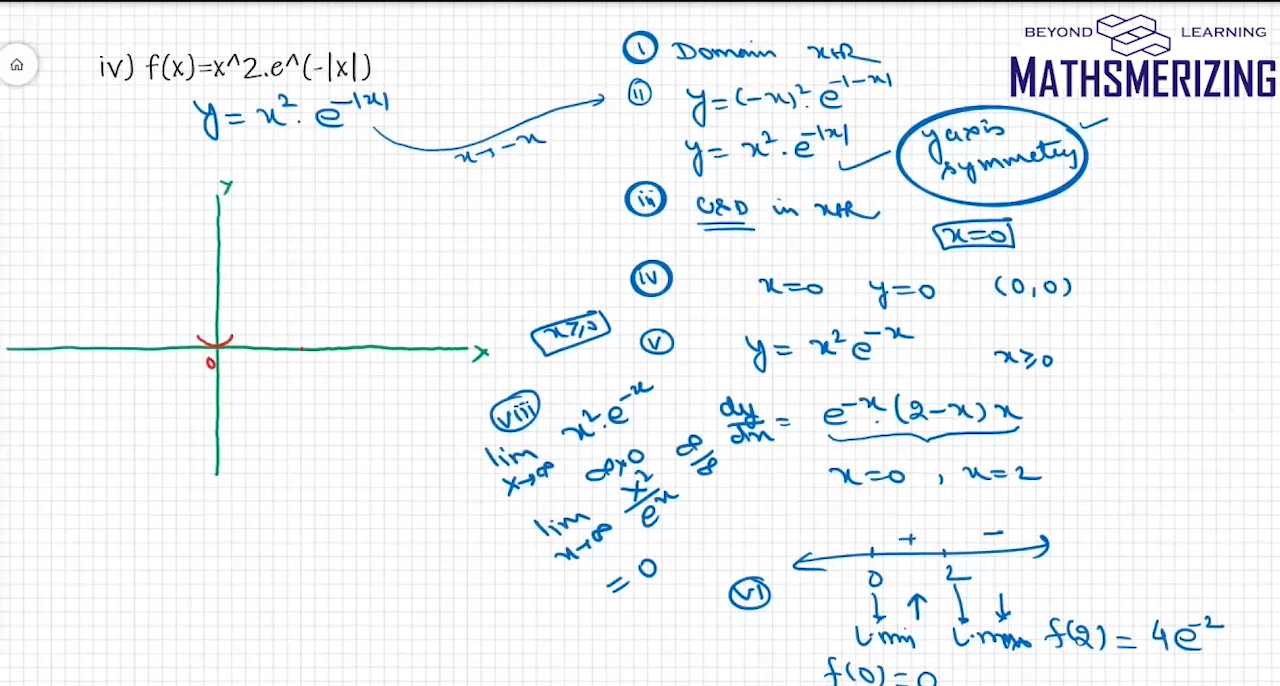 BEYOND LEARNING
MATHSMERIZING
iv) f(x)=x^2.e^(-|x|)
y = x². e^-|x|
x→-x
y
x
0
i Domain x∈R
ii y=(-x)². e^-|-x|
y = x². e^-|x|
y axis
symmetry
iii C&D in x∈R
x=0
iv x=0 y=0 (0,0)
x≥0
v y = x² e^-x x≥0
dy/dx = e^-x. (2-x) x
x=0 , x=2
viii x². e^-x
lim x→∞ ∞×0 ∞/∞
lim x→∞ x²/e^x
= 0
vi + -
0 2
↓ ↑ ↓ ↓
l.min l.max f(2) = 4e^-2
f(0) = 0